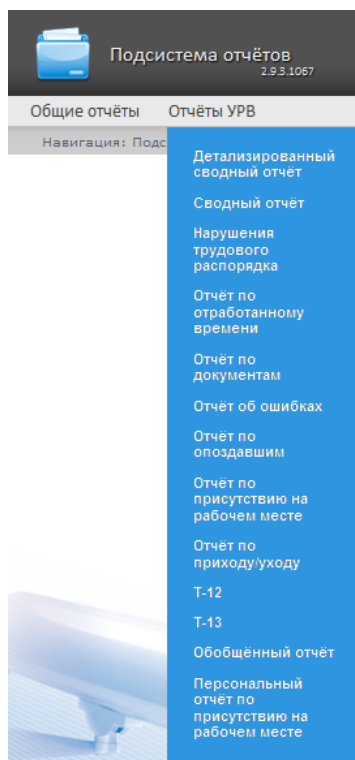 Подсистема отчётов
2.9.3.1067
Общие отчёты Отчёты УРВ
Навигация: Подс
Детализированный
сводный отчёт
Сводный отчёт
Нарушения
трудового
распорядка
Отчёт по
отработанному
времени
Отчёт по
документам
Отчёт об ошибках
Отчёт по
опоздавшим
Отчёт по
присутствию на
рабочем месте
Отчёт по
приходу/уходу
Т-12
Т-13
Обобщённый отчёт
Персональный
отчёт по
присутствию на
рабочем месте